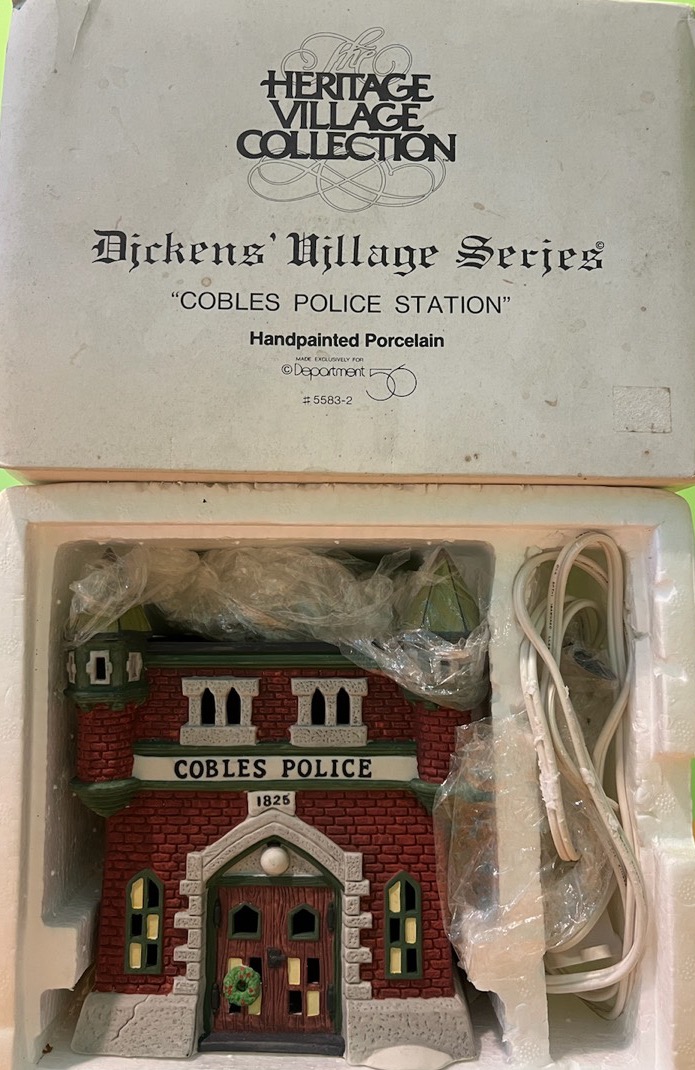 The
HERITAGE
VILLAGE
COLLECTION
Dickens' Village Series©
"COBLES POLICE STATION"
Handpainted Porcelain
MADE EXCLUSIVELY FOR
©Department 56
#5583-2
COBLES POLICE
1825